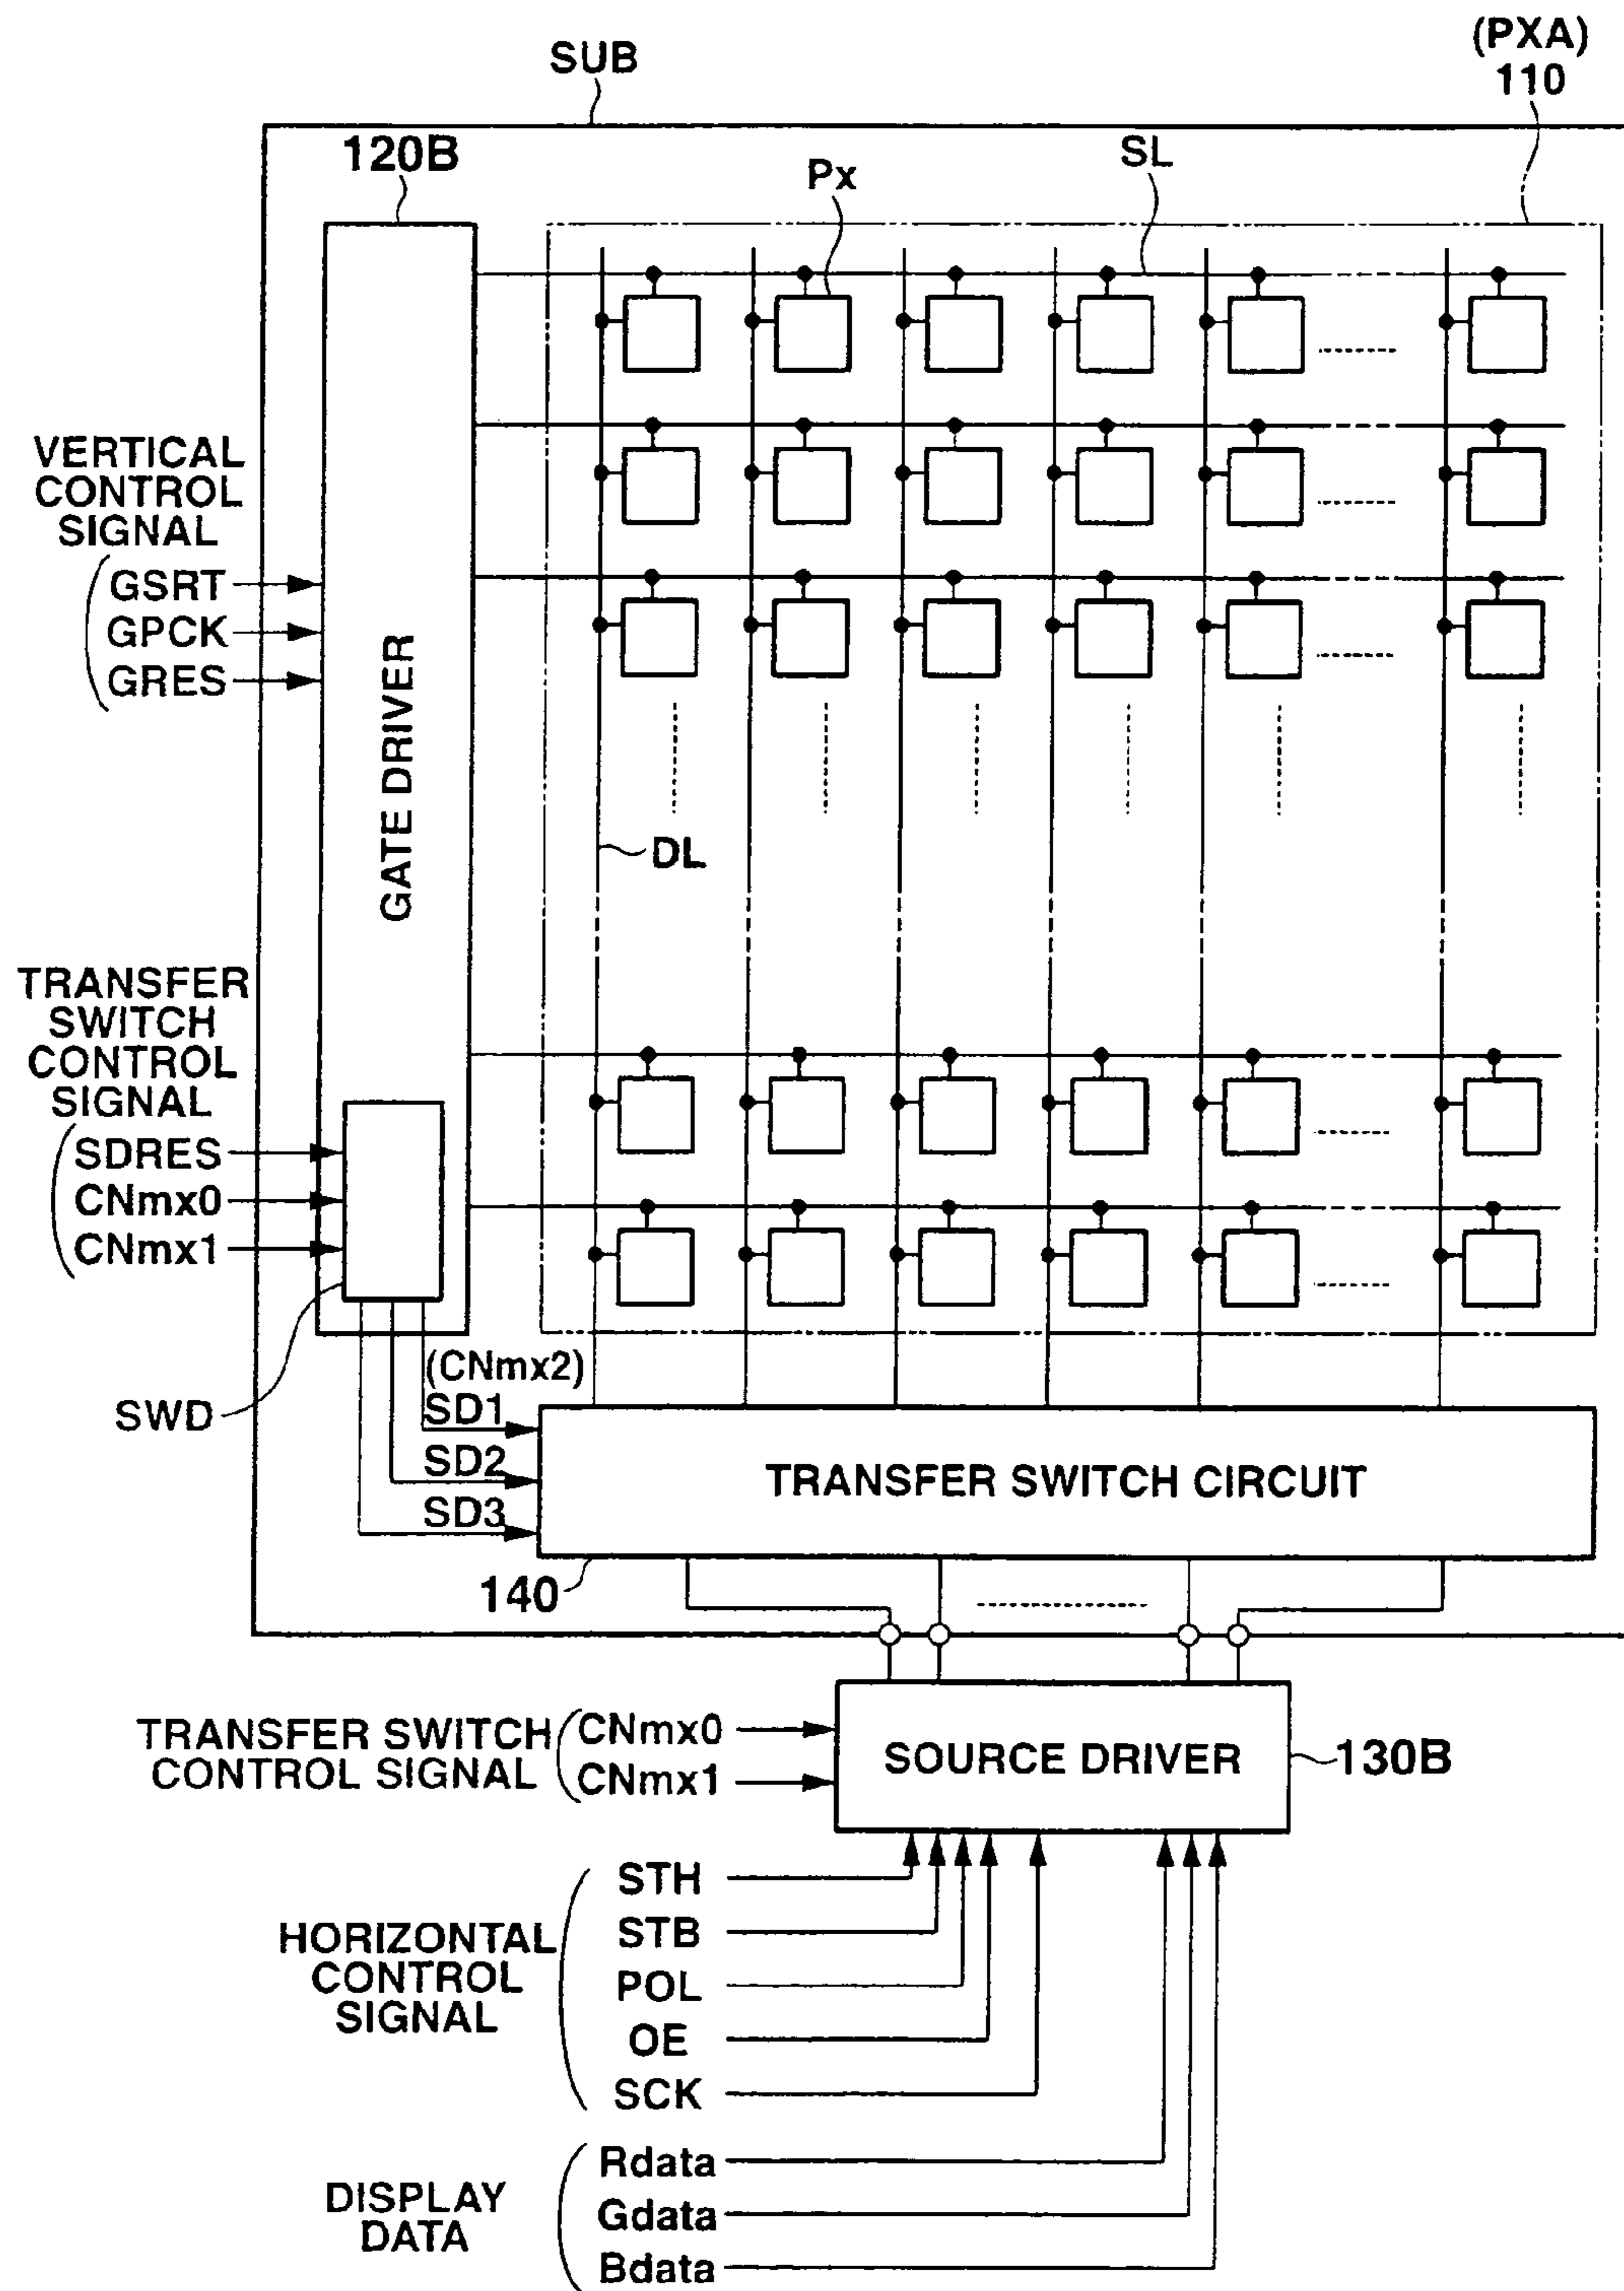 (PXA)
110
SUB
120B
Px
SL
VERTICAL
CONTROL
SIGNAL
GSRT
GPCK
GRES
GATE DRIVER
DL
TRANSFER
SWITCH
CONTROL
SIGNAL
SDRES
CNmx0
CNmx1
SWD
(CNmx2)
SD1
SD2
SD3
TRANSFER SWITCH CIRCUIT
140
TRANSFER SWITCH
CONTROL SIGNAL
CNmx0
CNmx1
SOURCE DRIVER
130B
HORIZONTAL
CONTROL
SIGNAL
STH
STB
POL
OE
SCK
DISPLAY
DATA
Rdata
Gdata
Bdata